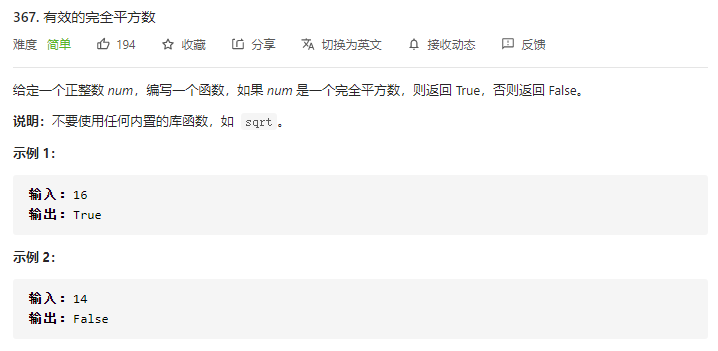 367. 有效的完全平方数
难度 简单 194 收藏 分享 切换为英文 接收动态 反馈
给定一个正整数 num，编写一个函数，如果 num 是一个完全平方数，则返回 True，否则返回 False。
说明：不要使用任何内置的库函数，如 sqrt。
示例 1：
输入：16
输出：True
示例 2：
输入：14
输出：False